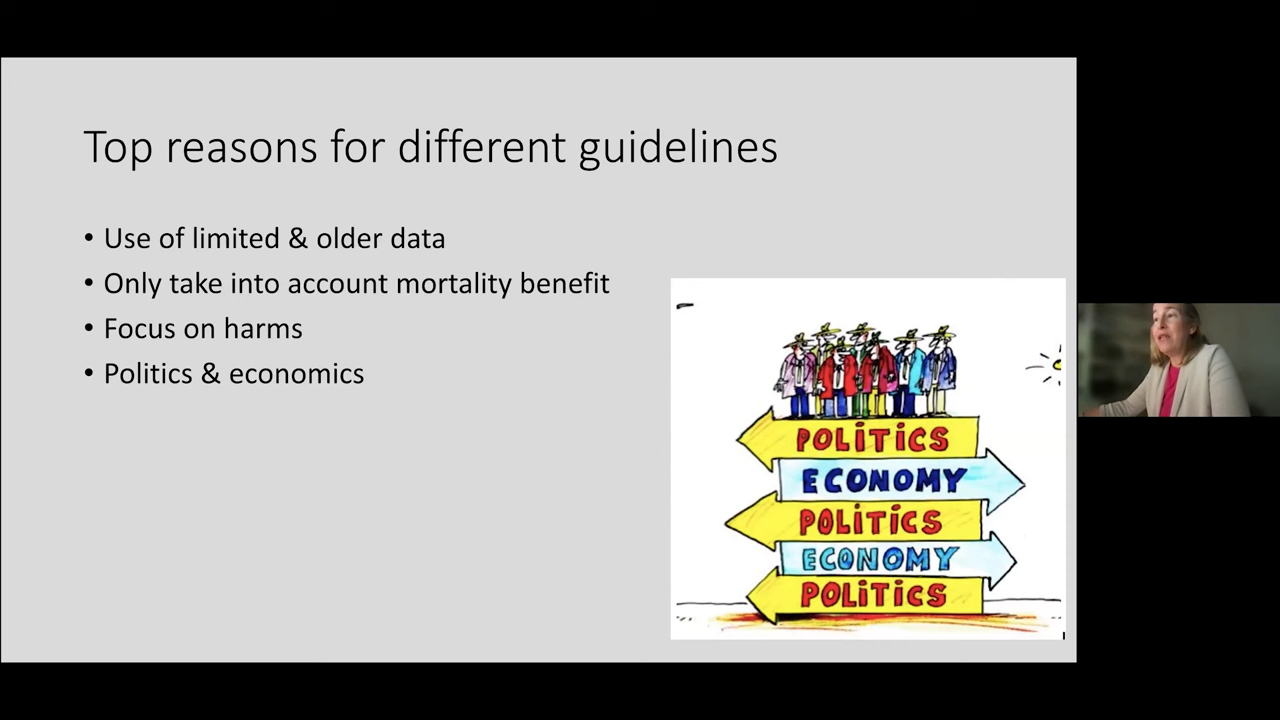 Top reasons for different guidelines
• Use of limited & older data
• Only take into account mortality benefit
• Focus on harms
• Politics & economics
POLITICS
ECONOMY
POLITICS
ECONOMY
POLITICS